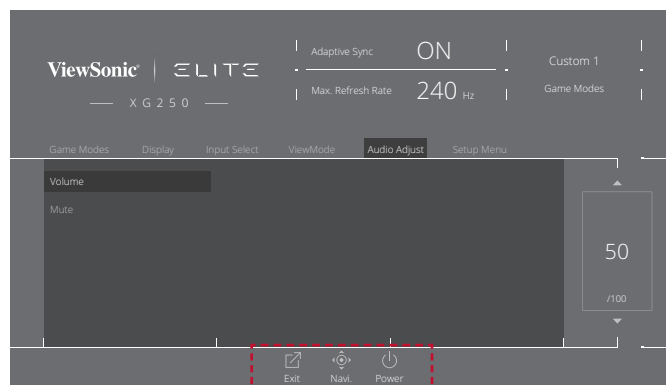 ViewSonic® ELITE
XG250
Adaptive Sync ON
Max. Refresh Rate 240 Hz
Custom 1
Game Modes
Game Modes Display Input Select ViewMode Audio Adjust Setup Menu
Volume
Mute
50
/100
Exit Navi. Power